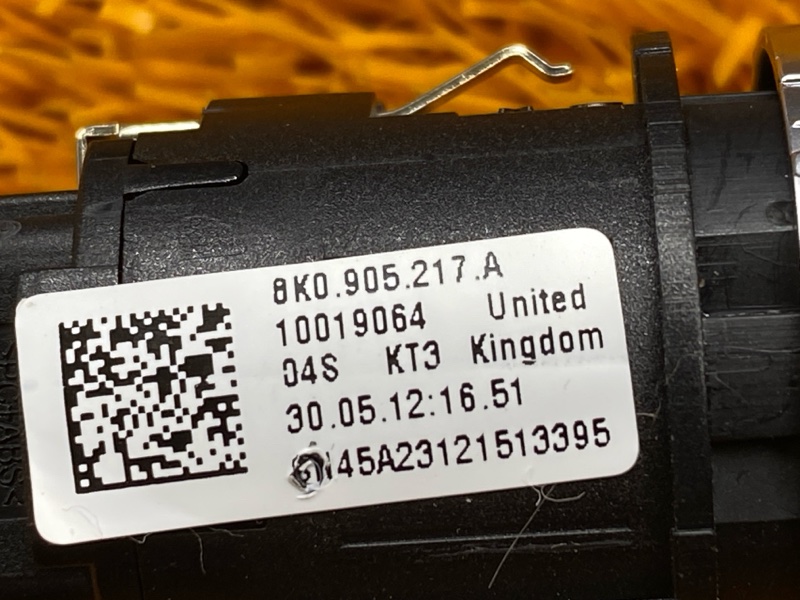 8K0.905.217.A
10019064 United
04S KT3 Kingdom
30.05.12:16.51
45A23121513395